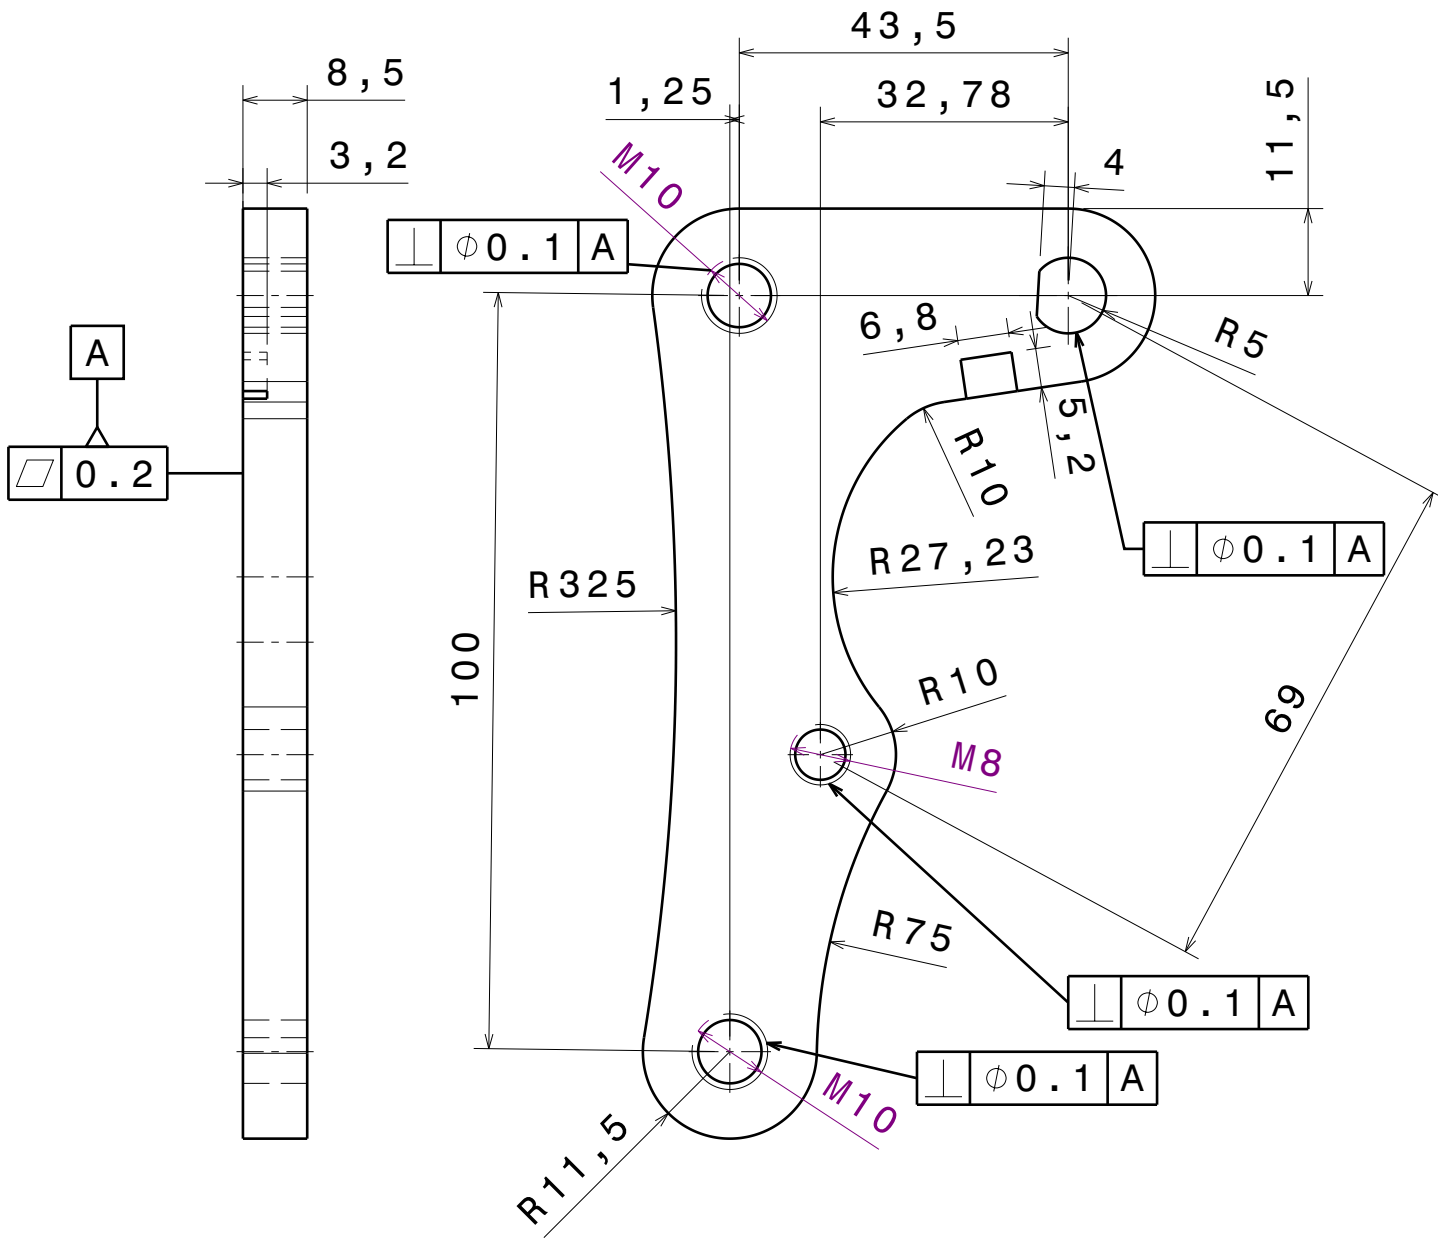 43,5
8,5
1,25
32,78
11,5
3,2
M10
4
⊥ ⌀0.1 A
6,8
R5
A
5,2
R10
⏥ 0.2
R27,23
⊥ ⌀0.1 A
R325
100
R10
69
M8
R75
⊥ ⌀0.1 A
⊥ ⌀0.1 A
M10
R11,5